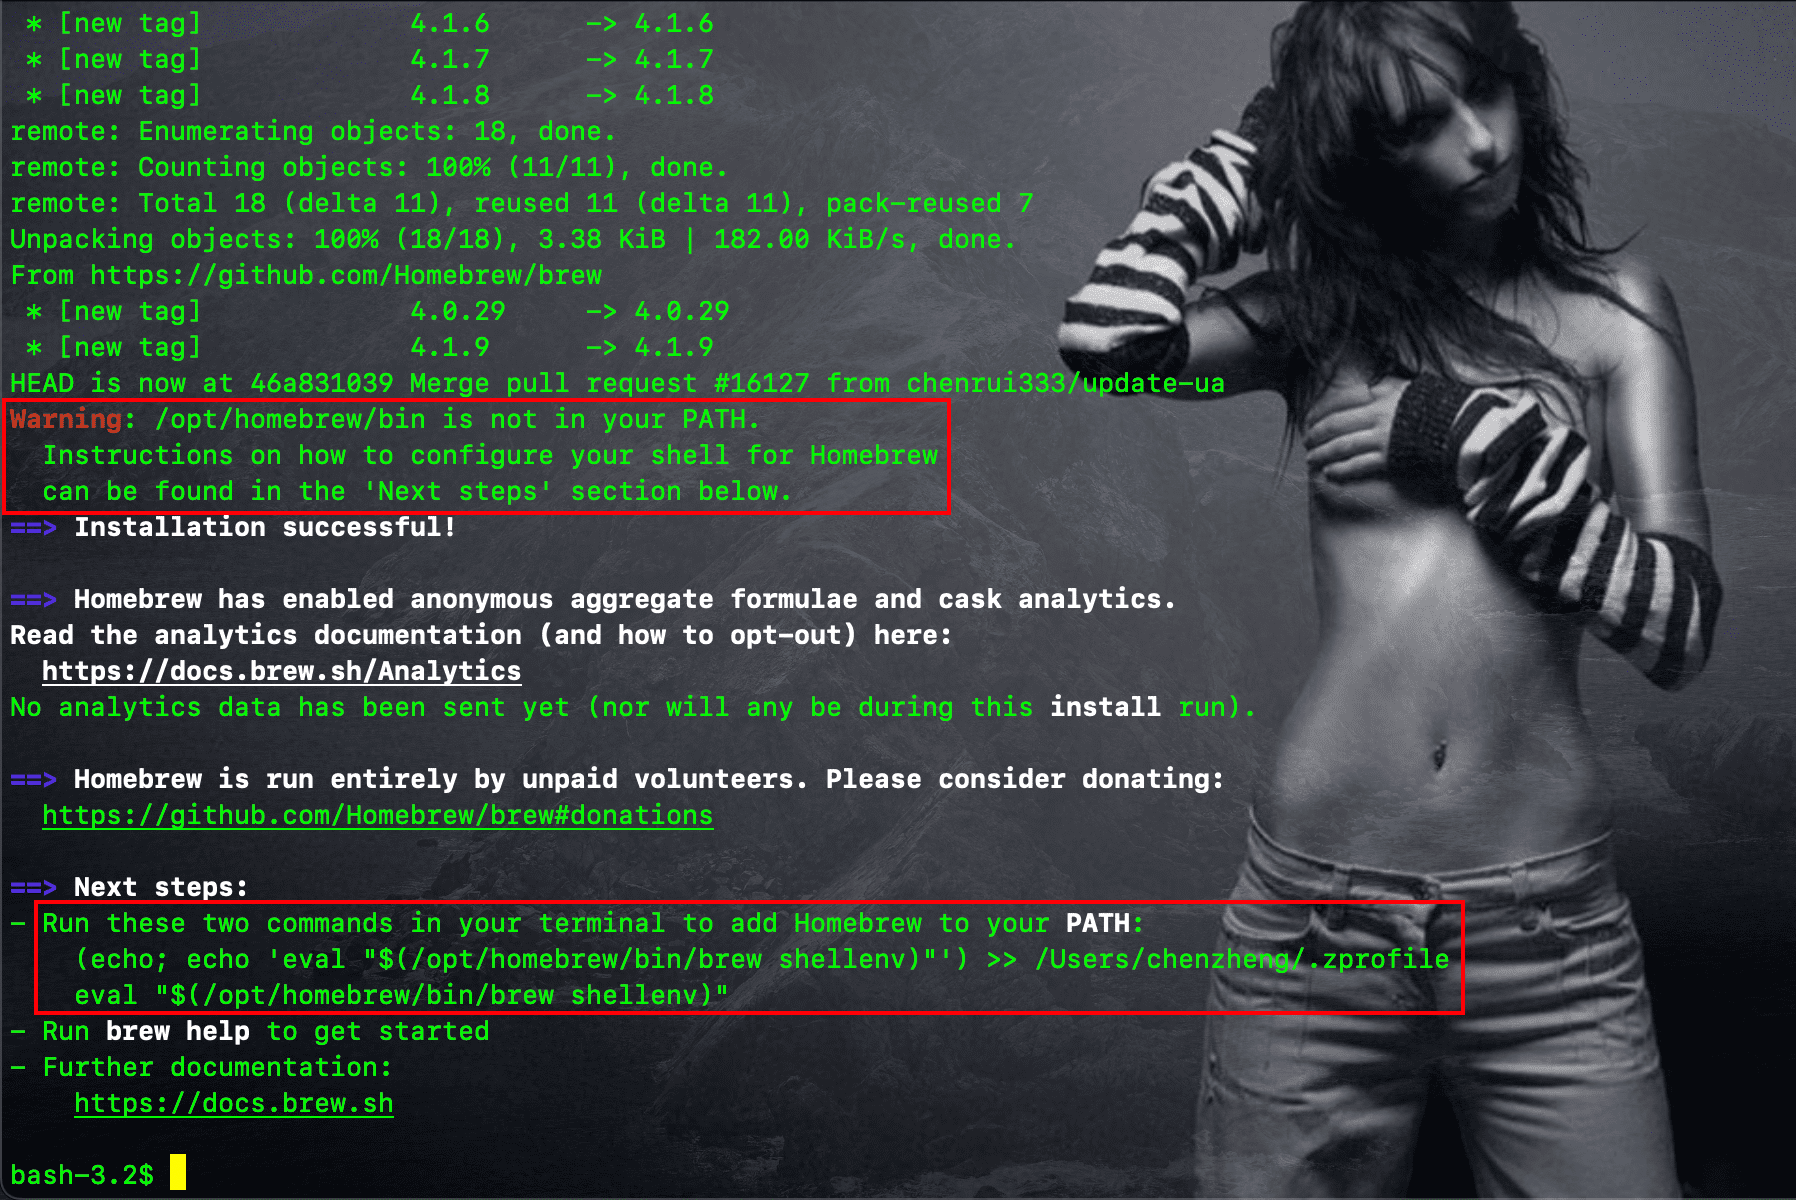 * [new tag] 4.1.6 -> 4.1.6
* [new tag] 4.1.7 -> 4.1.7
* [new tag] 4.1.8 -> 4.1.8
remote: Enumerating objects: 18, done.
remote: Counting objects: 100% (11/11), done.
remote: Total 18 (delta 11), reused 11 (delta 11), pack-reused 7
Unpacking objects: 100% (18/18), 3.38 KiB | 182.00 KiB/s, done.
From https://github.com/Homebrew/brew
* [new tag] 4.0.29 -> 4.0.29
* [new tag] 4.1.9 -> 4.1.9
HEAD is now at 46a831039 Merge pull request #16127 from chenrui333/update-ua
Warning: /opt/homebrew/bin is not in your PATH.
Instructions on how to configure your shell for Homebrew
can be found in the 'Next steps' section below.
==> Installation successful!
==> Homebrew has enabled anonymous aggregate formulae and cask analytics.
Read the analytics documentation (and how to opt-out) here:
https://docs.brew.sh/Analytics
No analytics data has been sent yet (nor will any be during this install run).
==> Homebrew is run entirely by unpaid volunteers. Please consider donating:
https://github.com/Homebrew/brew#donations
==> Next steps:
- Run these two commands in your terminal to add Homebrew to your PATH:
(echo; echo 'eval "$(/opt/homebrew/bin/brew shellenv)"') >> /Users/chenzheng/.zprofile
eval "$(/opt/homebrew/bin/brew shellenv)"
- Run brew help to get started
- Further documentation:
https://docs.brew.sh
bash-3.2$